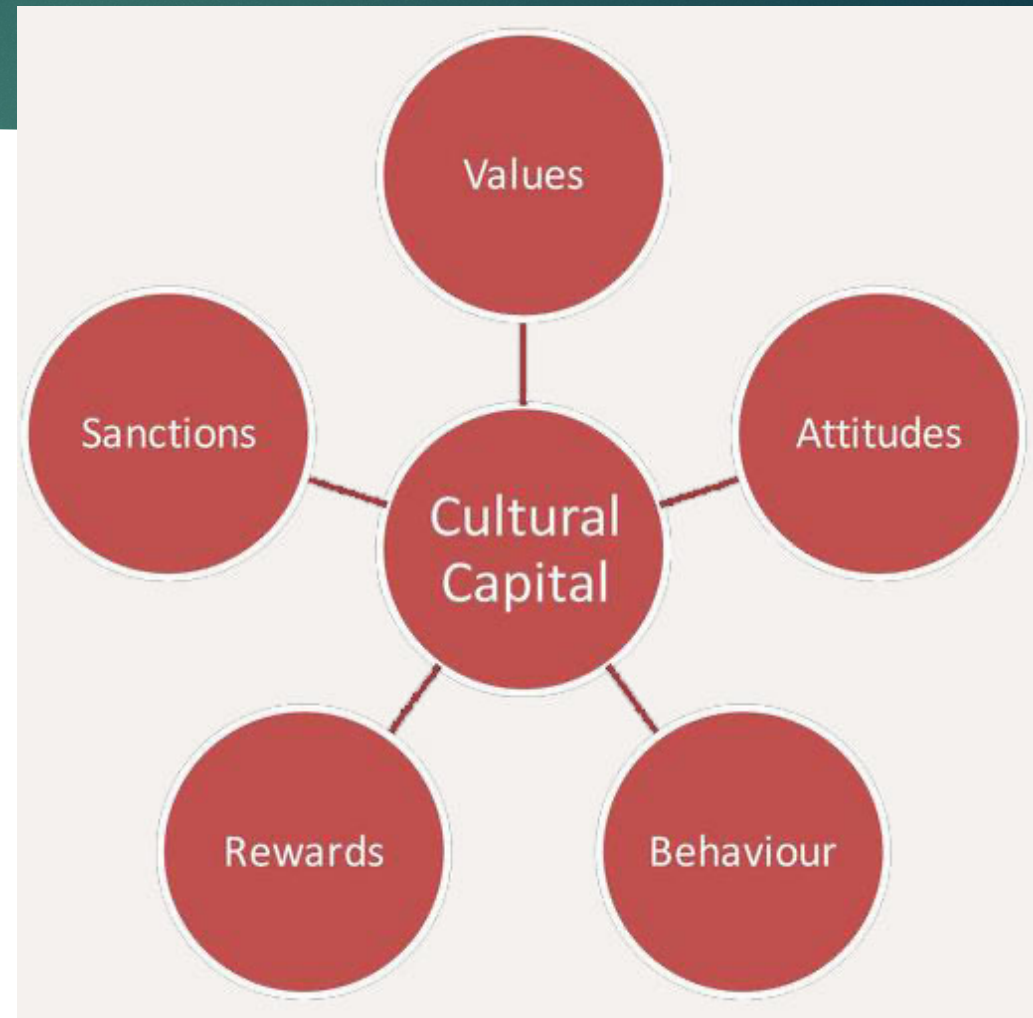 Values
Sanctions
Attitudes
Cultural
Capital
Rewards
Behaviour